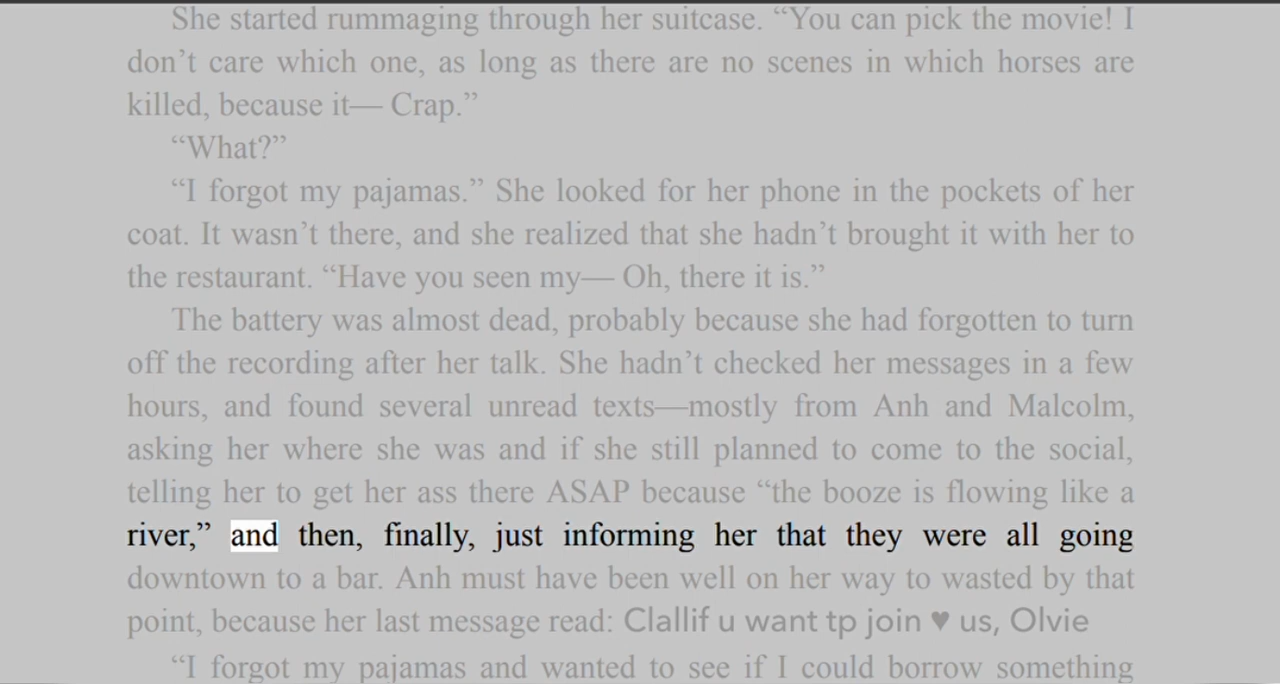 She started rummaging through her suitcase. “You can pick the movie! I
don’t care which one, as long as there are no scenes in which horses are
killed, because it— Crap.”
“What?”
“I forgot my pajamas.” She looked for her phone in the pockets of her
coat. It wasn’t there, and she realized that she hadn’t brought it with her to
the restaurant. “Have you seen my— Oh, there it is.”
The battery was almost dead, probably because she had forgotten to turn
off the recording after her talk. She hadn’t checked her messages in a few
hours, and found several unread texts—mostly from Anh and Malcolm,
asking her where she was and if she still planned to come to the social,
telling her to get her ass there ASAP because “the booze is flowing like a
river,” and then, finally, just informing her that they were all going
downtown to a bar. Anh must have been well on her way to wasted by that
point, because her last message read: Clallif u want tp join ♥ us, Olvie
“I forgot my pajamas and wanted to see if I could borrow something